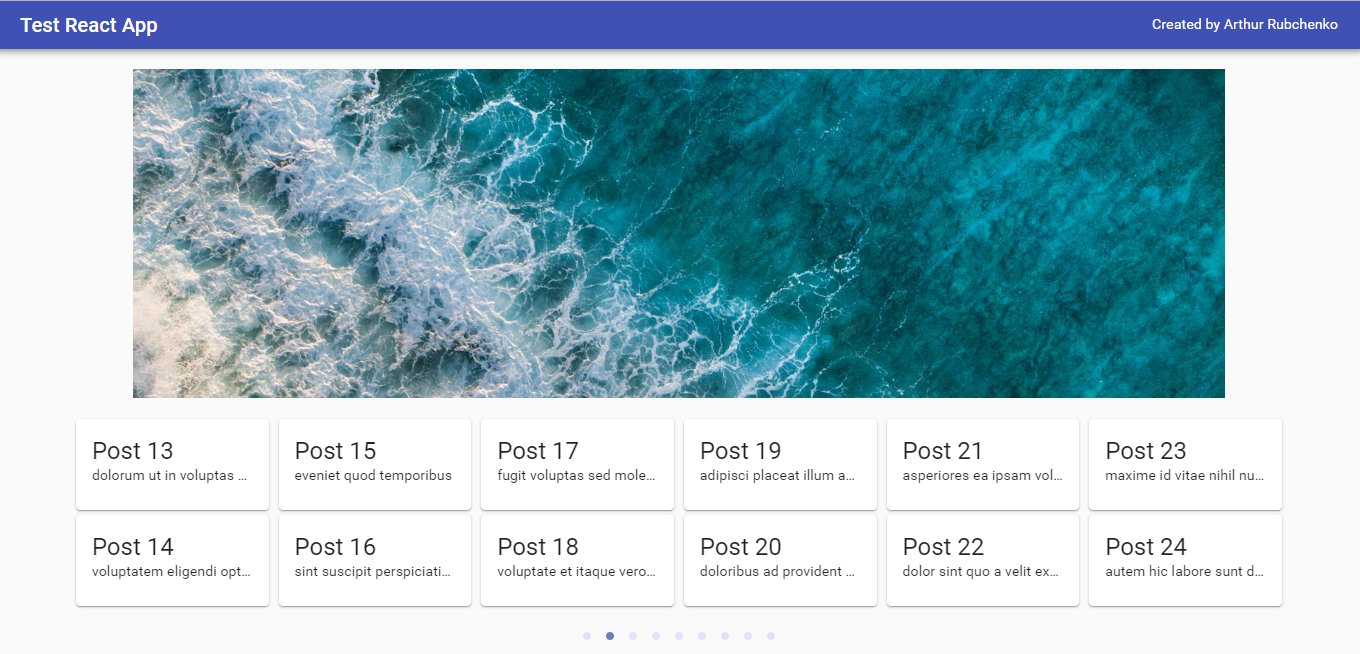 Test React App
Created by Arthur Rubchenko
Post 13
dolorum ut in voluptas ...
Post 15
eveniet quod temporibus
Post 17
fugit voluptas sed mole...
Post 19
adipisci placeat illum a...
Post 21
asperiores ea ipsam vol...
Post 23
maxime id vitae nihil nu...
Post 14
voluptatem eligendi opt...
Post 16
sint suscipit perspiciati...
Post 18
voluptate et itaque vero...
Post 20
doloribus ad provident ...
Post 22
dolor sint quo a velit ex...
Post 24
autem hic labore sunt d...